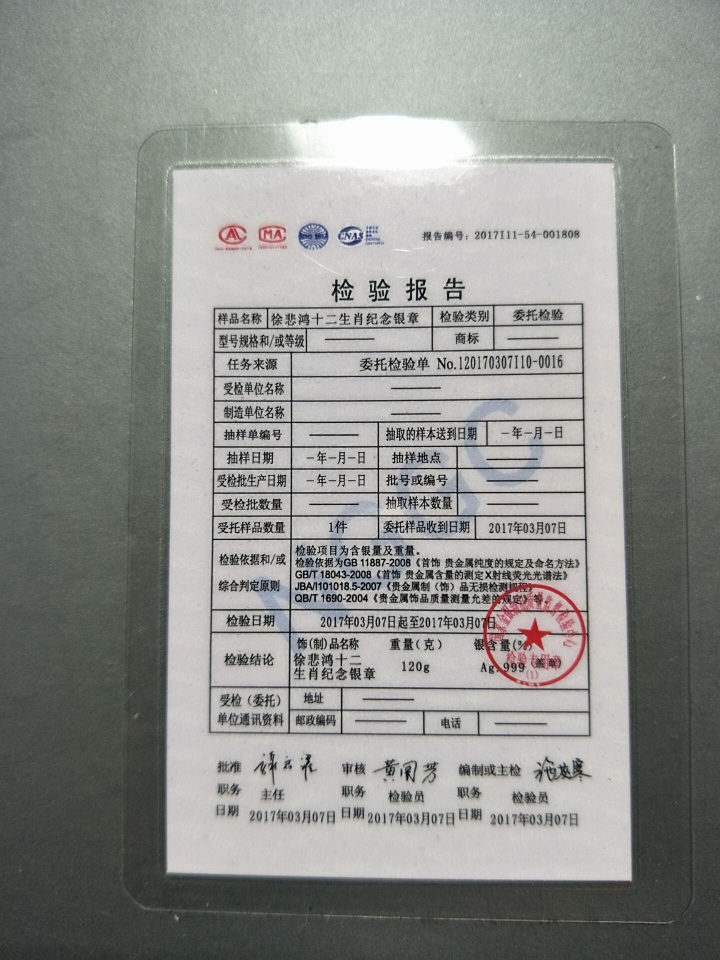 MA
CNAS
报告编号：2017I11-54-001808
检验报告
样品名称 徐悲鸿十二生肖纪念银章 检验类别 委托检验
型号规格和/或等级 ——— 商标 ———
任务来源 委托检验单 No.120170307I10-0016
受检单位名称 ———
制造单位名称 ———
抽样单编号 ——— 抽取的样本送到日期 －年－月－日
抽样日期 －年－月－日 抽样地点 ———
受检批生产日期 －年－月－日 批号或编号 ———
受检批数量 ——— 抽取样本数量 ———
受托样品数量 1件 委托样品收到日期 2017年03月07日
检验依据和/或综合判定原则
检验项目为含银量及重量。
检验依据为GB 11887-2008《首饰 贵金属纯度的规定及命名方法》
GB/T 18043-2008《首饰 贵金属含量的测定X射线荧光光谱法》
JBA/I101018.5-2007《贵金属制（饰）品无损检测规程》
QB/T 1690-2004《贵金属饰品质量测量允差的规定》等。
检验日期 2017年03月07日起至2017年03月07日
检验结论 饰(制)品名称 重量（克） 银含量(%)
徐悲鸿十二 120g Ag.999 (盖章)
生肖纪念银章
检验专用章
(1)
受检（委托） 地址 ———
单位通讯资料 邮政编码 ——— 电话 ———
NGGC
批准 审核 黄国芳 编制或主检
职务 主任 职务 检验员 职务 检验员
日期 2017年03月07日 日期 2017年03月07日 日期 2017年03月07日